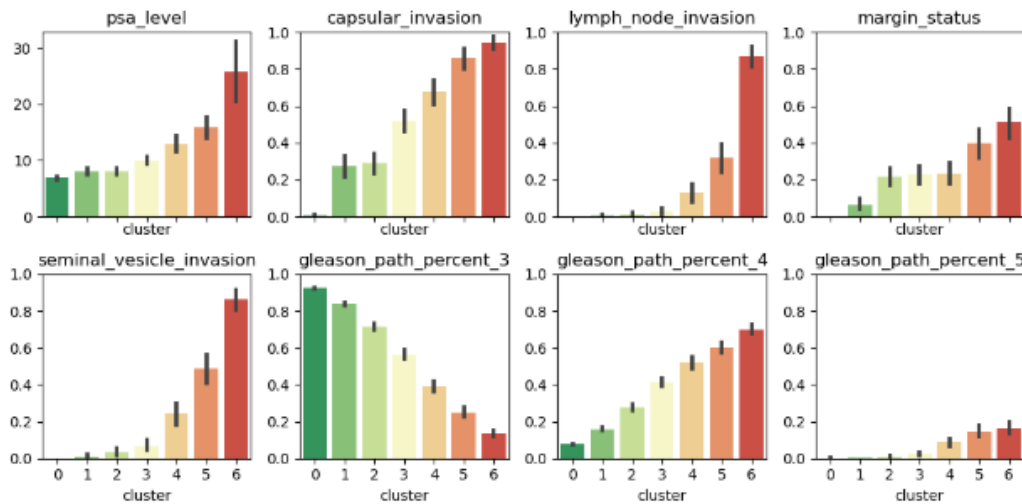 psa_level
capsular_invasion
lymph_node_invasion
margin_status
30
20
10
0
1.0
0.8
0.6
0.4
0.2
0.0
1.0
0.8
0.6
0.4
0.2
0.0
1.0
0.8
0.6
0.4
0.2
0.0
cluster
cluster
cluster
cluster
seminal_vesicle_invasion
gleason_path_percent_3
gleason_path_percent_4
gleason_path_percent_5
1.0
0.8
0.6
0.4
0.2
0.0
1.0
0.8
0.6
0.4
0.2
0.0
1.0
0.8
0.6
0.4
0.2
0.0
1.0
0.8
0.6
0.4
0.2
0.0
0 1 2 3 4 5 6
0 1 2 3 4 5 6
0 1 2 3 4 5 6
0 1 2 3 4 5 6
cluster
cluster
cluster
cluster